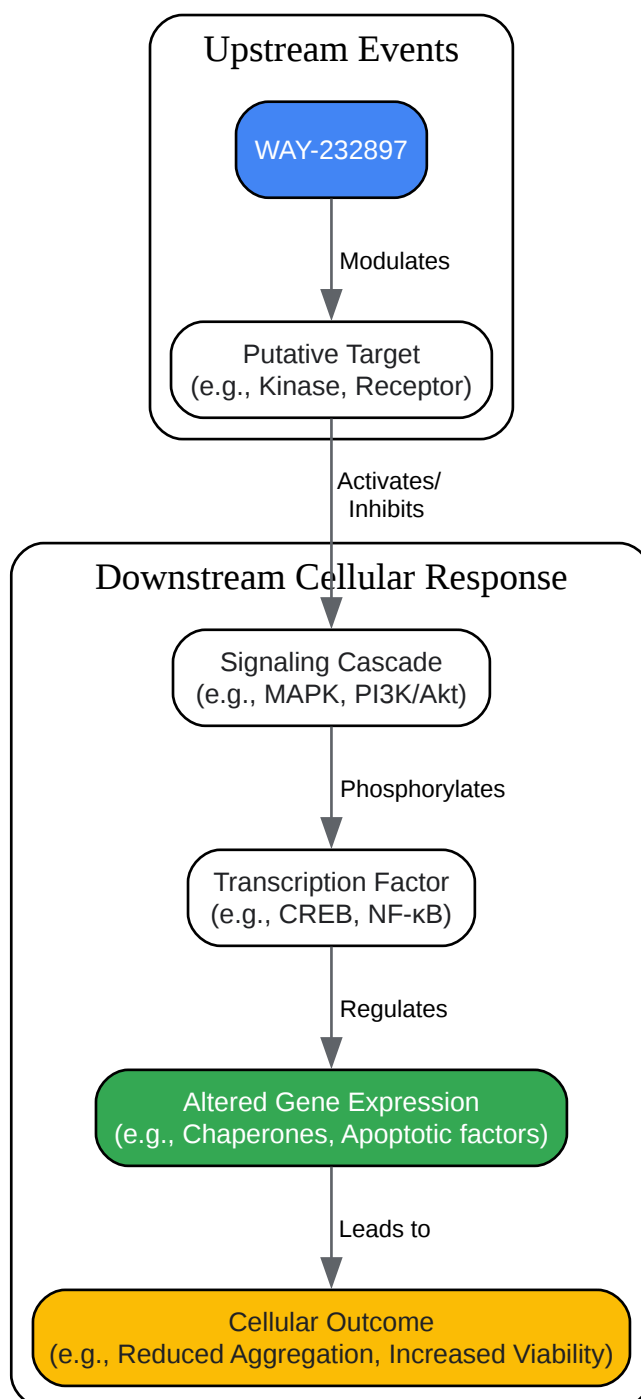 Upstream Events
WAY-232897
Modulates
Putative Target
(e.g., Kinase, Receptor)
Activates/
Inhibits
Downstream Cellular Response
Signaling Cascade
(e.g., MAPK, PI3K/Akt)
Phosphorylates
Transcription Factor
(e.g., CREB, NF-κB)
Regulates
Altered Gene Expression
(e.g., Chaperones, Apoptotic factors)
Leads to
Cellular Outcome
(e.g., Reduced Aggregation, Increased Viability)